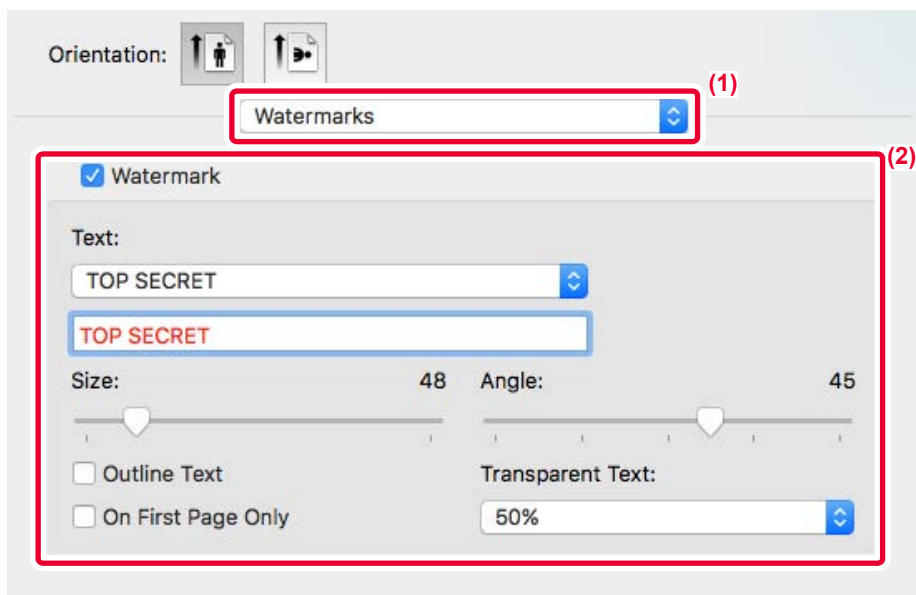 Orientation:
(1)
Watermarks
(2)
Watermark
Text:
TOP SECRET
TOP SECRET
Size: 48 Angle: 45
Outline Text Transparent Text:
On First Page Only 50%